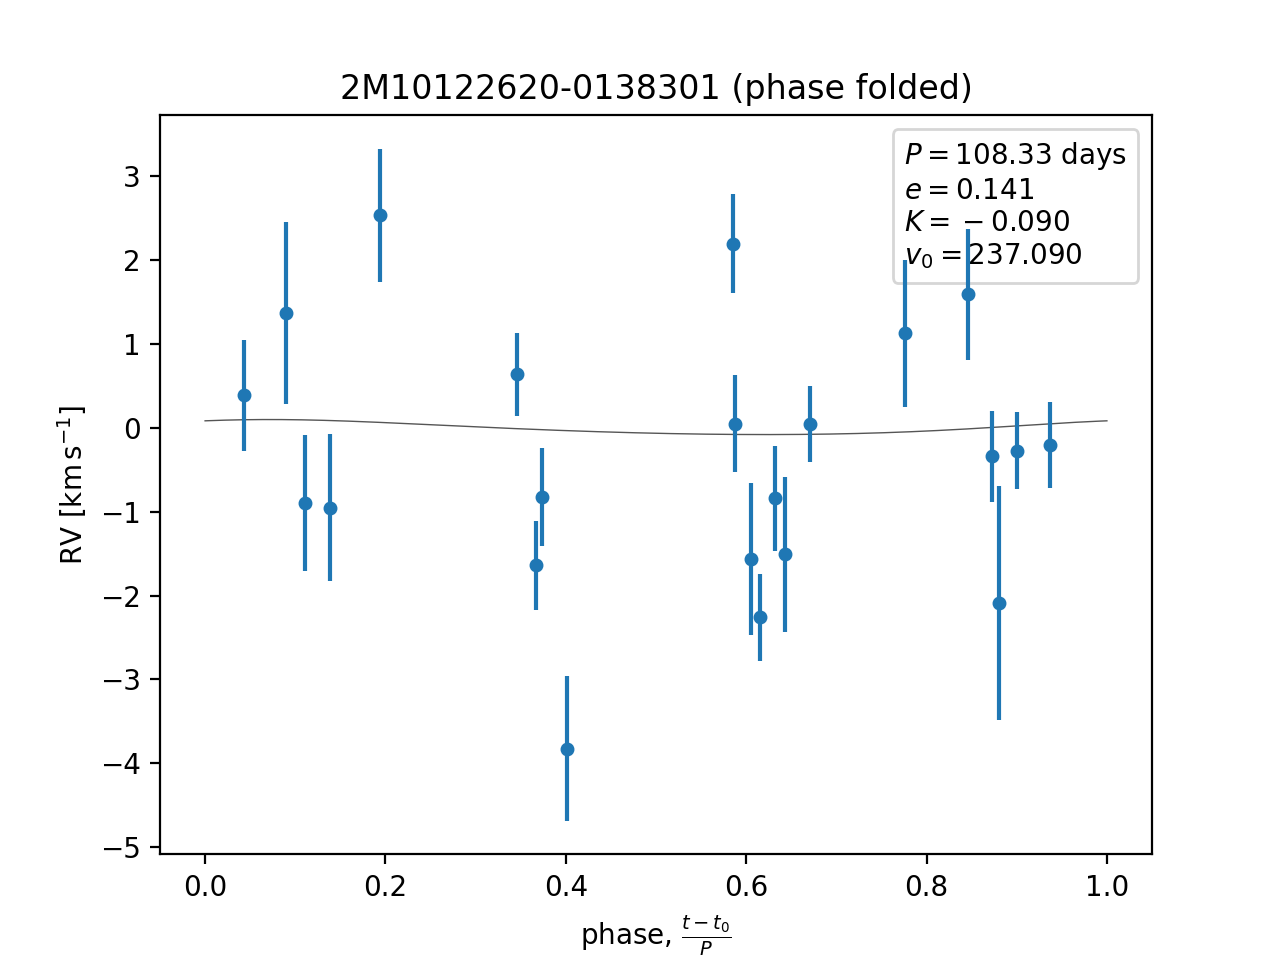 2M10122620-0138301 (phase folded)
P = 108.33 days
e = 0.141
K = −0.090
v₀ = 237.090
3
2
1
0
−1
−2
−3
−4
−5
RV [km s⁻¹]
0.0 0.2 0.4 0.6 0.8 1.0
phase, (t − t₀)/P